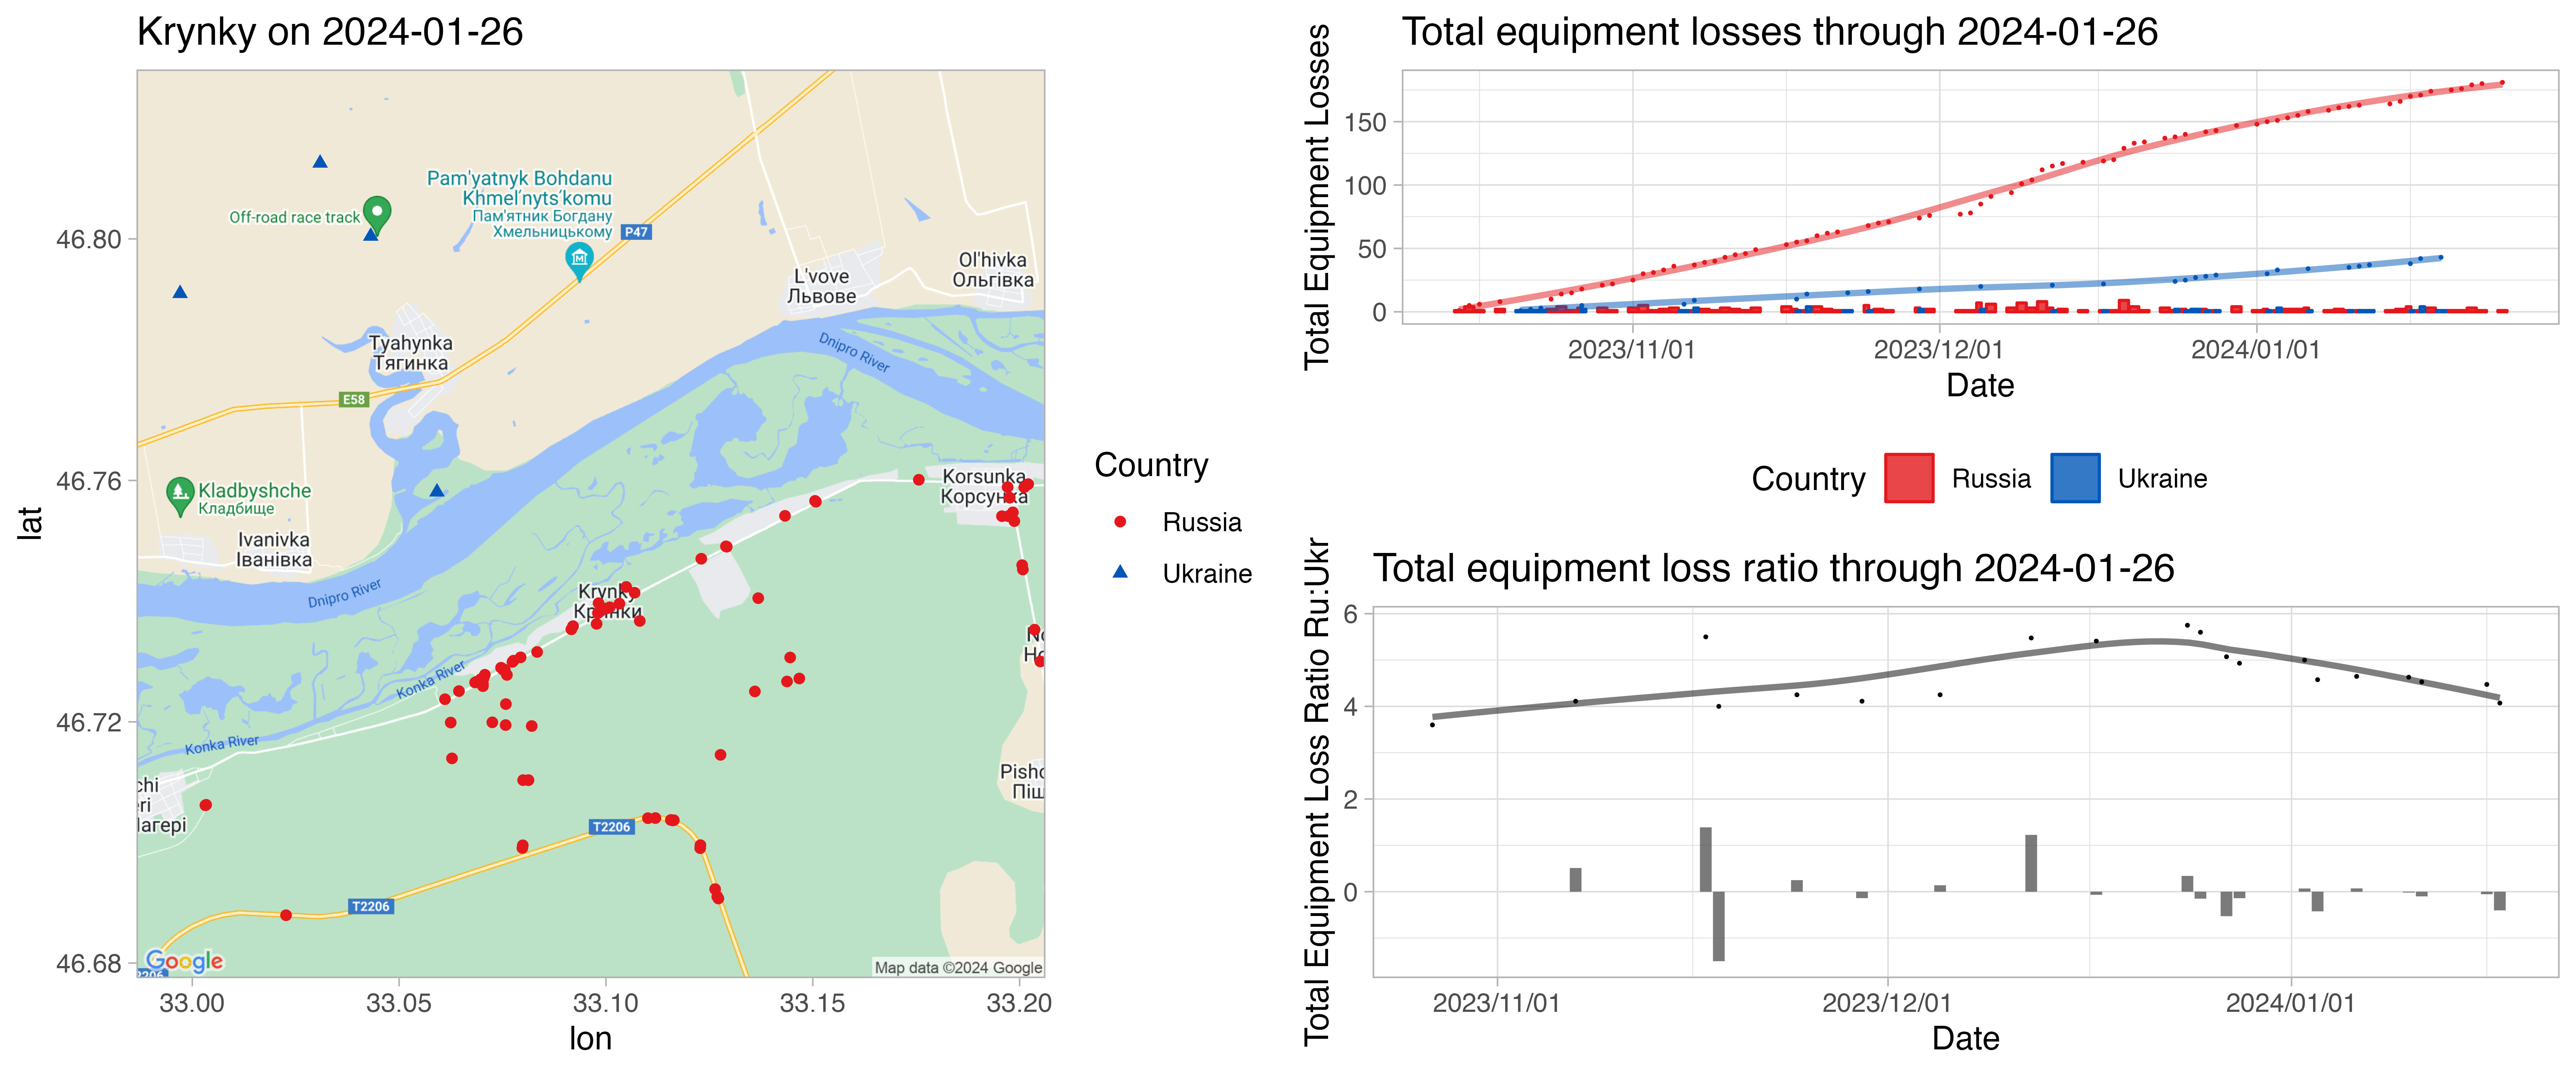 Krynky on 2024-01-26
lat
46.80
46.76
46.72
46.68
Off-road race track
Pam'yatnyk Bohdanu
Khmel'nyts'komu
Пам'ятник Богдану
Хмельницькому
P47
L'vove
Львове
Ol'hivka
Ольгівка
Tyahynka
Тягинка
Dnipro River
E58
Kladbyshche
Кладбище
Ivanivka
Іванівка
Korsunka
Корсунка
Dnipro River
Krynky
Кринки
Konka River
Konka River
T2206
T2206
Google
Map data ©2024 Google
33.00
33.05
33.10
33.15
33.20
lon
Country
Russia
Ukraine
Total equipment losses through 2024-01-26
Total Equipment Losses
150
100
50
0
2023/11/01
2023/12/01
2024/01/01
Date
Country
Russia
Ukraine
Total equipment loss ratio through 2024-01-26
Total Equipment Loss Ratio Ru:Ukr
6
4
2
0
2023/11/01
2023/12/01
2024/01/01
Date